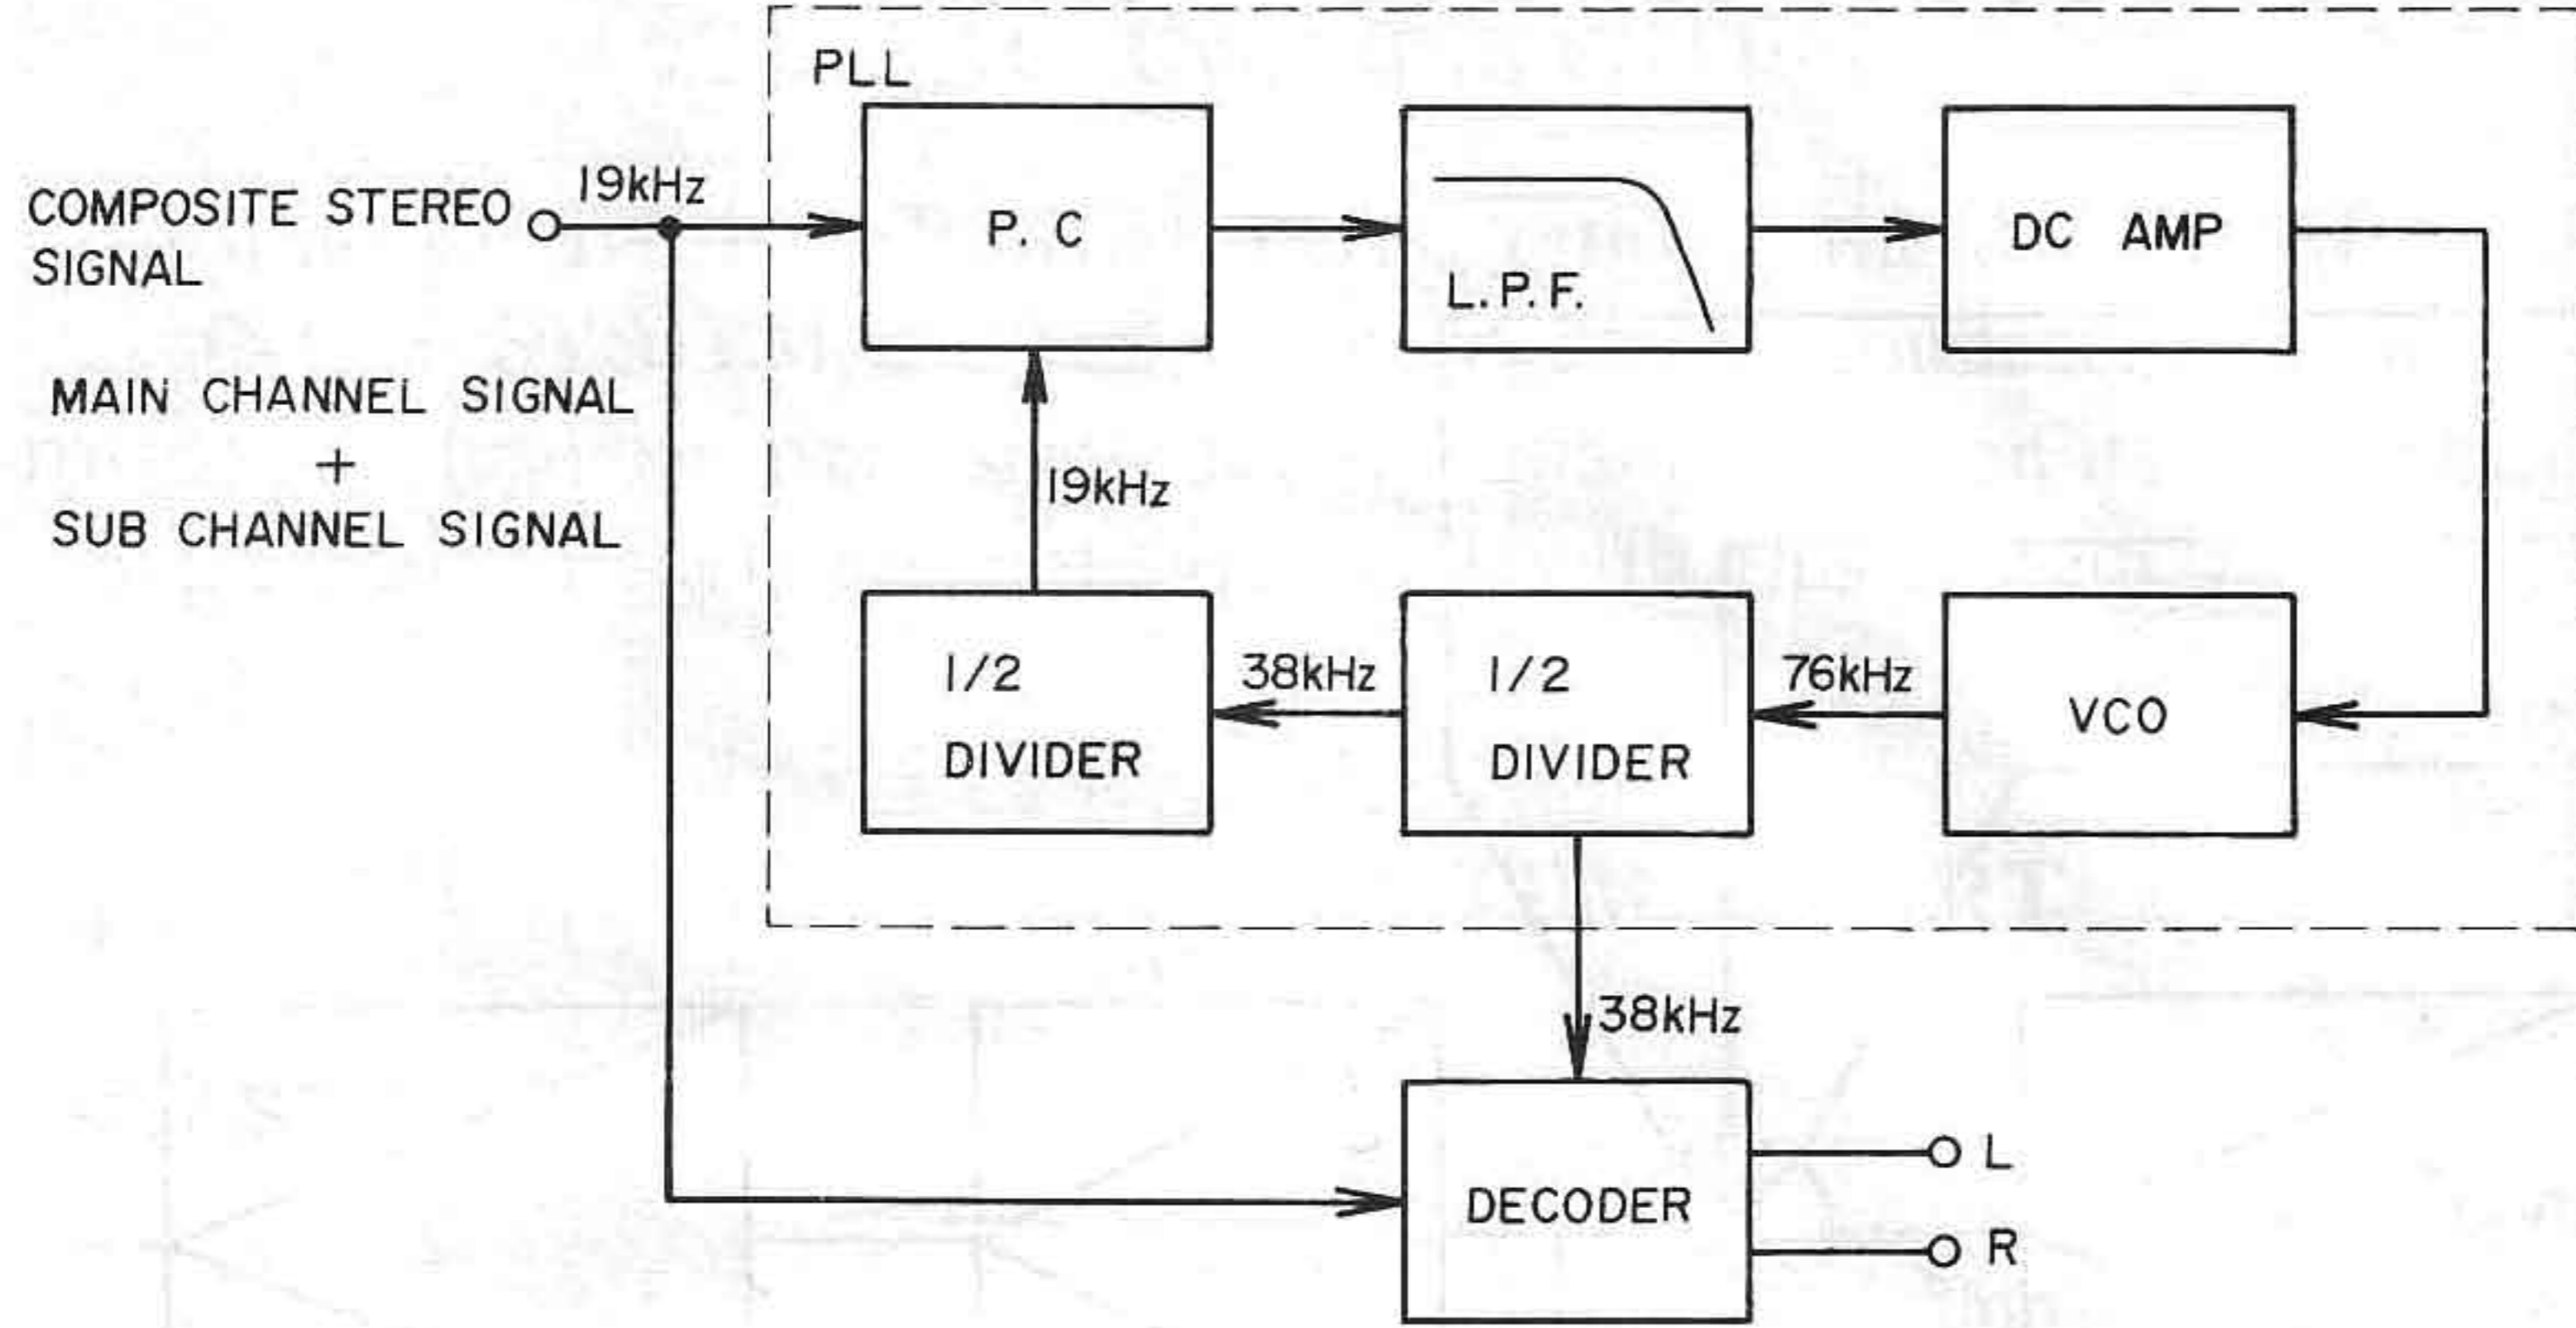 PLL
COMPOSITE STEREO
SIGNAL
19kHz
P. C
L.P.F.
DC AMP
MAIN CHANNEL SIGNAL
+
SUB CHANNEL SIGNAL
19kHz
1/2
DIVIDER
38kHz
1/2
DIVIDER
76kHz
VCO
38kHz
DECODER
L
R